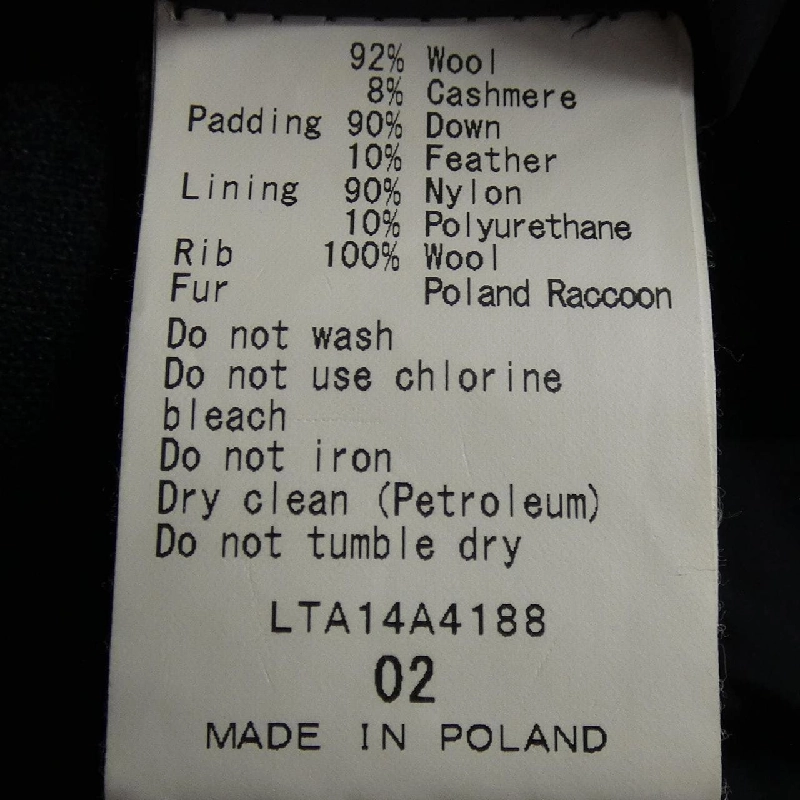 92% Wool
8% Cashmere
Padding 90% Down
10% Feather
Lining 90% Nylon
10% Polyurethane
Rib 100% Wool
Fur Poland Raccoon
Do not wash
Do not use chlorine
bleach
Do not iron
Dry clean (Petroleum)
Do not tumble dry
LTA14A4188
02
MADE IN POLAND